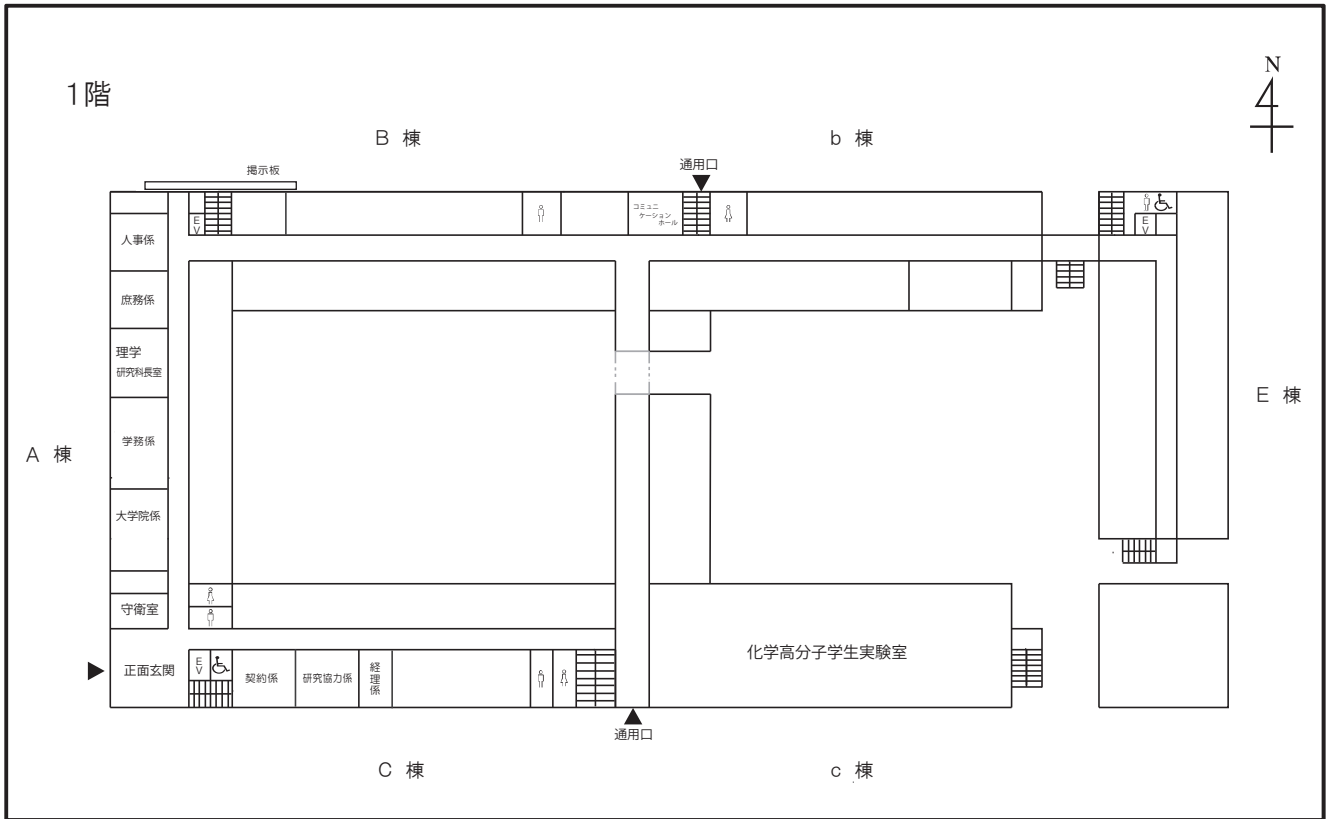 1階
N
B 棟
b 棟
掲示板
通用口
コミュニ
ケーション
ホール
EV
EV
人事係
庶務係
理学
研究科長室
学務係
大学院係
守衛室
A 棟
E 棟
正面玄関
EV
契約係
研究協力係
経理係
化学高分子学生実験室
通用口
C 棟
c 棟